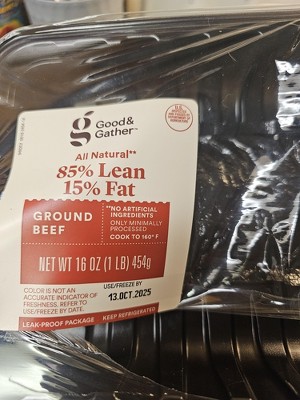 Good&
Gather™
All Natural**
85% Lean
15% Fat
GROUND
BEEF
**NO ARTIFICIAL
INGREDIENTS
ONLY MINIMALLY
PROCESSED
COOK TO 160° F
NET WT 16 OZ (1 LB) 454g
COLOR IS NOT AN
ACCURATE INDICATOR OF
FRESHNESS. REFER TO
USE/FREEZE BY DATE.
USE/FREEZE BY
13.OCT.2025
LEAK-PROOF PACKAGE
KEEP REFRIGERATED